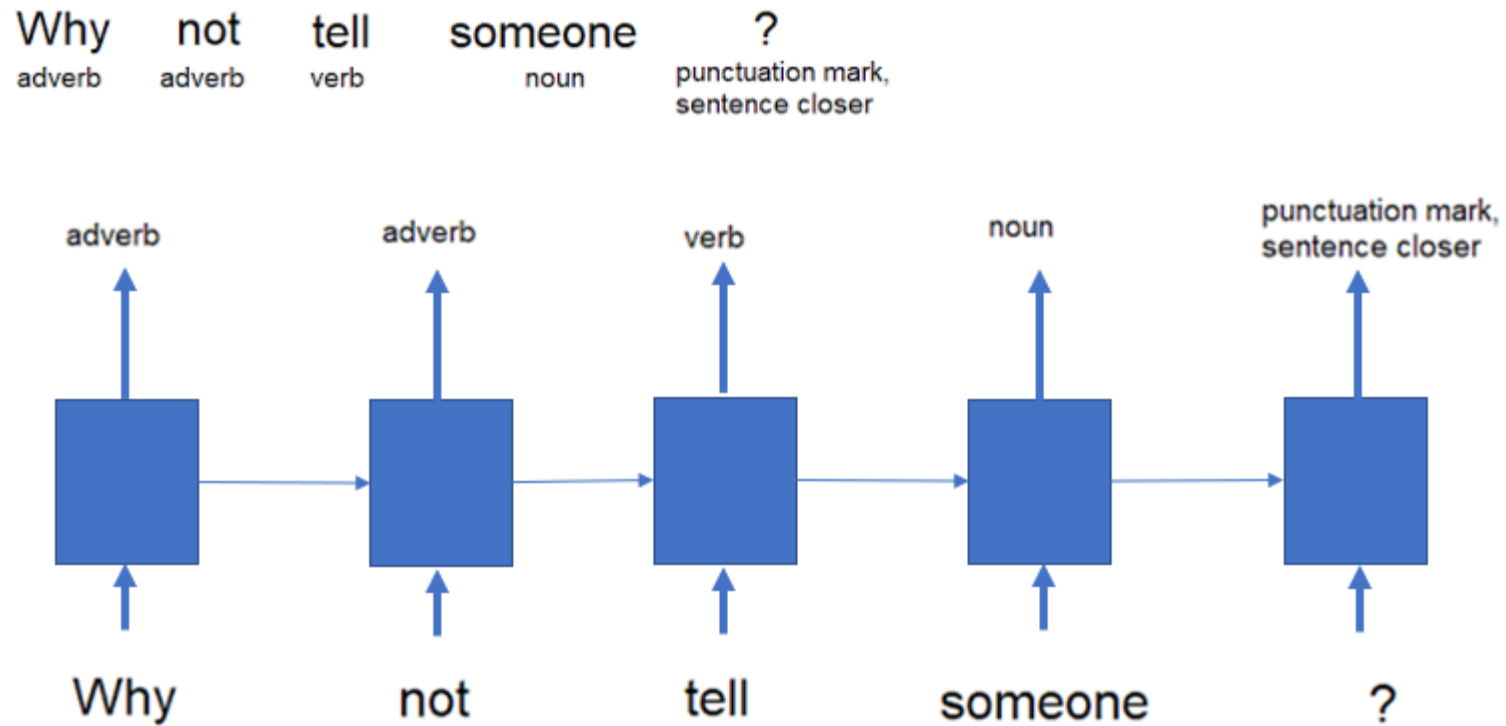 Why not tell someone ?
adverb adverb verb noun punctuation mark,
sentence closer
adverb adverb verb noun punctuation mark,
sentence closer
Why not tell someone ?